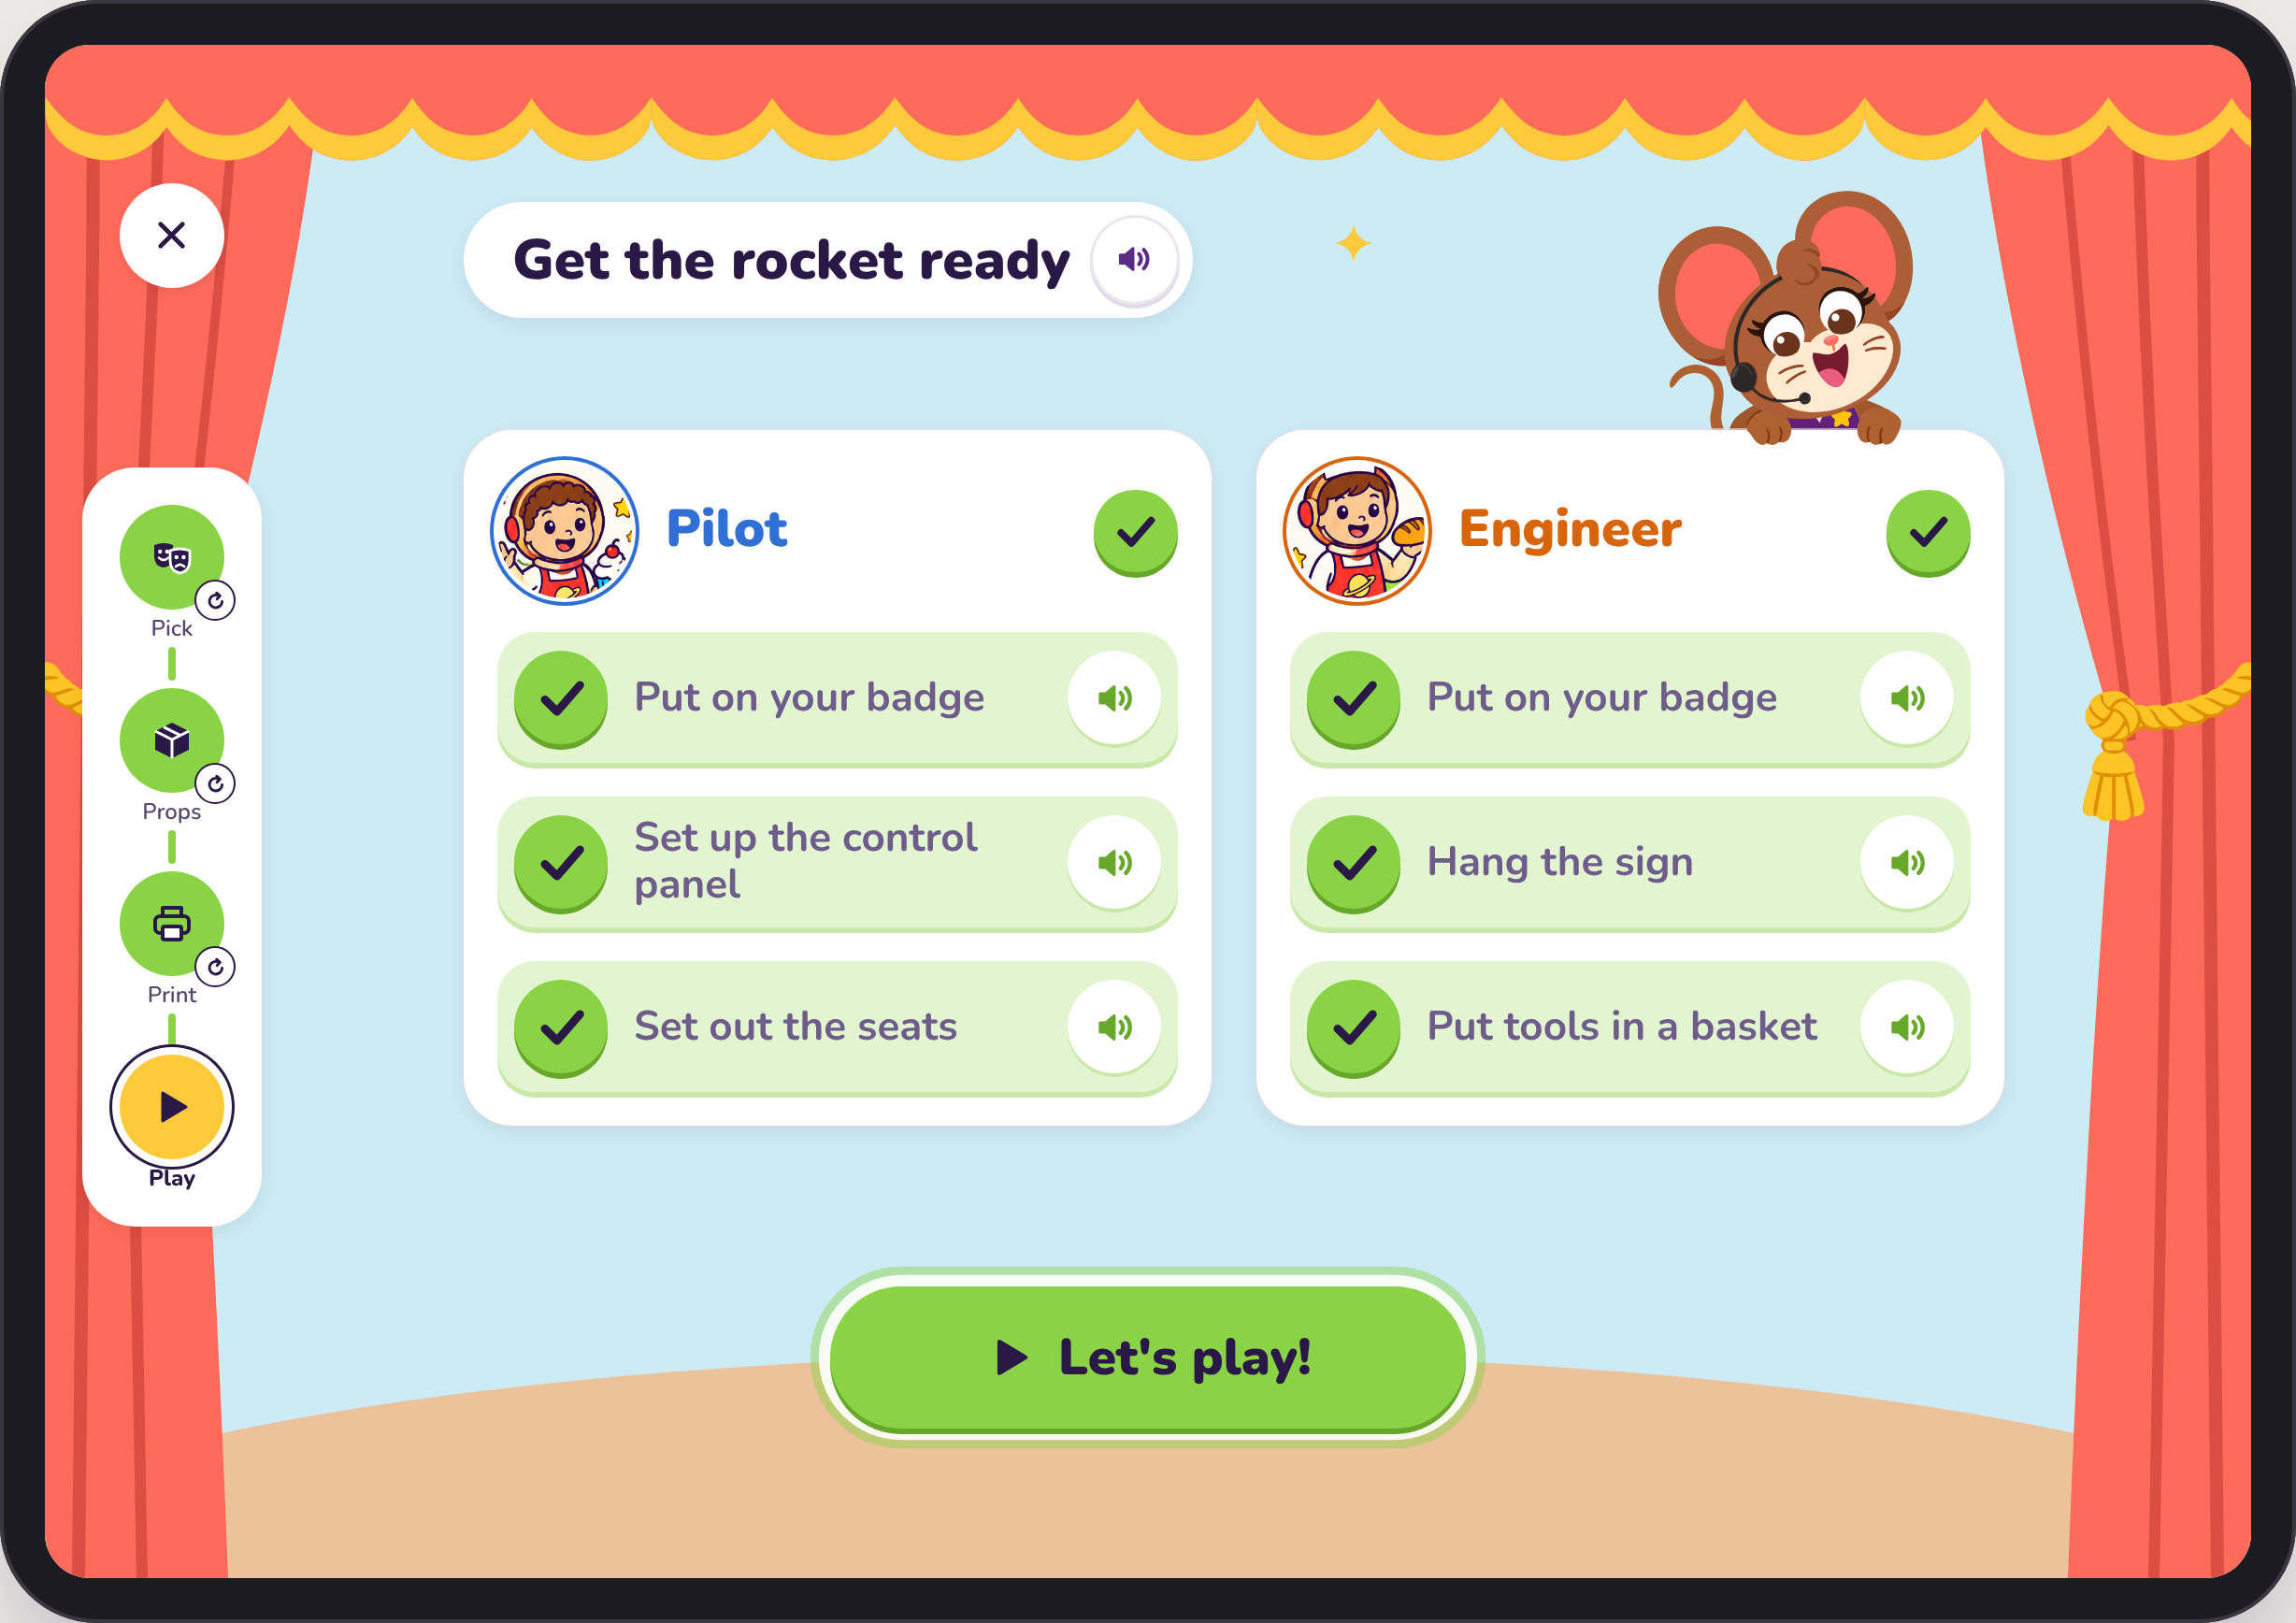 Get the rocket ready
Pick
Props
Print
Play
Pilot
Put on your badge
Set up the control
panel
Set out the seats
Engineer
Put on your badge
Hang the sign
Put tools in a basket
Let's play!